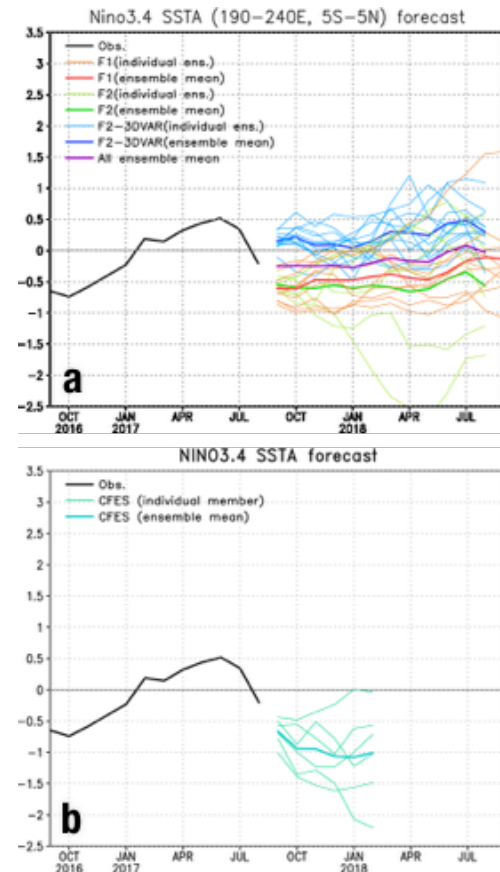 Nino3.4 SSTA (190-240E, 5S-5N) forecast
3.5
3
2.5
2
1.5
1
0.5
0
-0.5
-1
-1.5
-2
-2.5
Obs.
F1(individual ens.)
F1(ensemble mean)
F2(individual ens.)
F2(ensemble mean)
F2-3DVAR(individual ens.)
F2-3DVAR(ensemble mean)
All ensemble mean
a
OCT JAN APR JUL OCT JAN APR JUL
2016 2017 2018
NINO3.4 SSTA forecast
3.5
3
2.5
2
1.5
1
0.5
0
-0.5
-1
-1.5
-2
-2.5
Obs.
CFES (individual member)
CFES (ensemble mean)
b
OCT JAN APR JUL OCT JAN APR JUL
2016 2017 2018